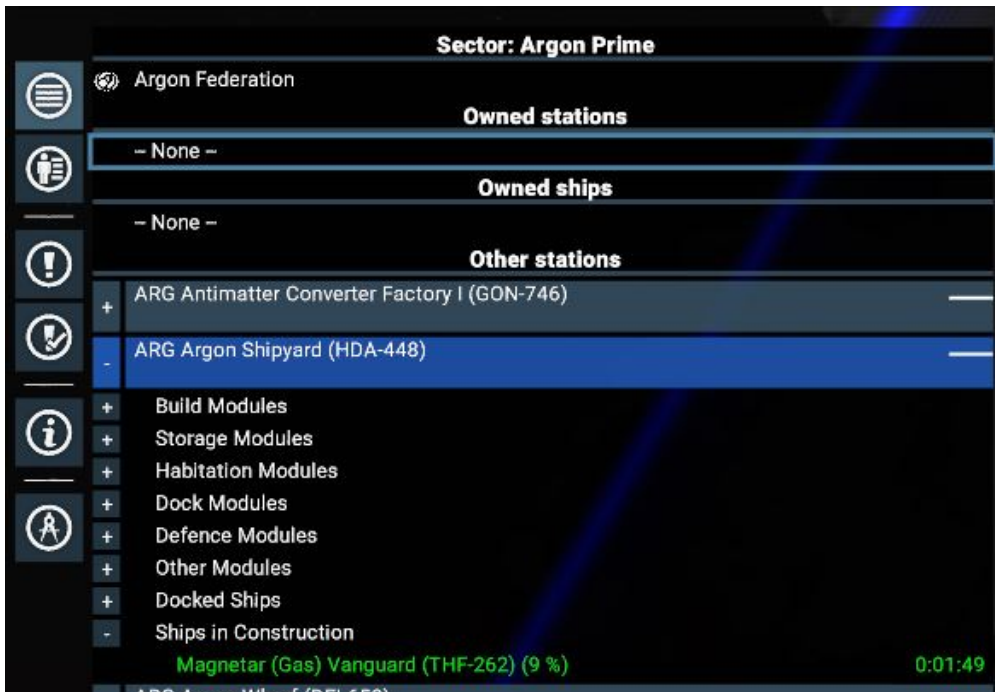 Sector: Argon Prime
Argon Federation
Owned stations
– None –
Owned ships
– None –
Other stations
+ ARG Antimatter Converter Factory I (GON-746)
- ARG Argon Shipyard (HDA-448)
+ Build Modules
+ Storage Modules
+ Habitation Modules
+ Dock Modules
+ Defence Modules
+ Other Modules
+ Docked Ships
- Ships in Construction
Magnetar (Gas) Vanguard (THF-262) (9 %) 0:01:49